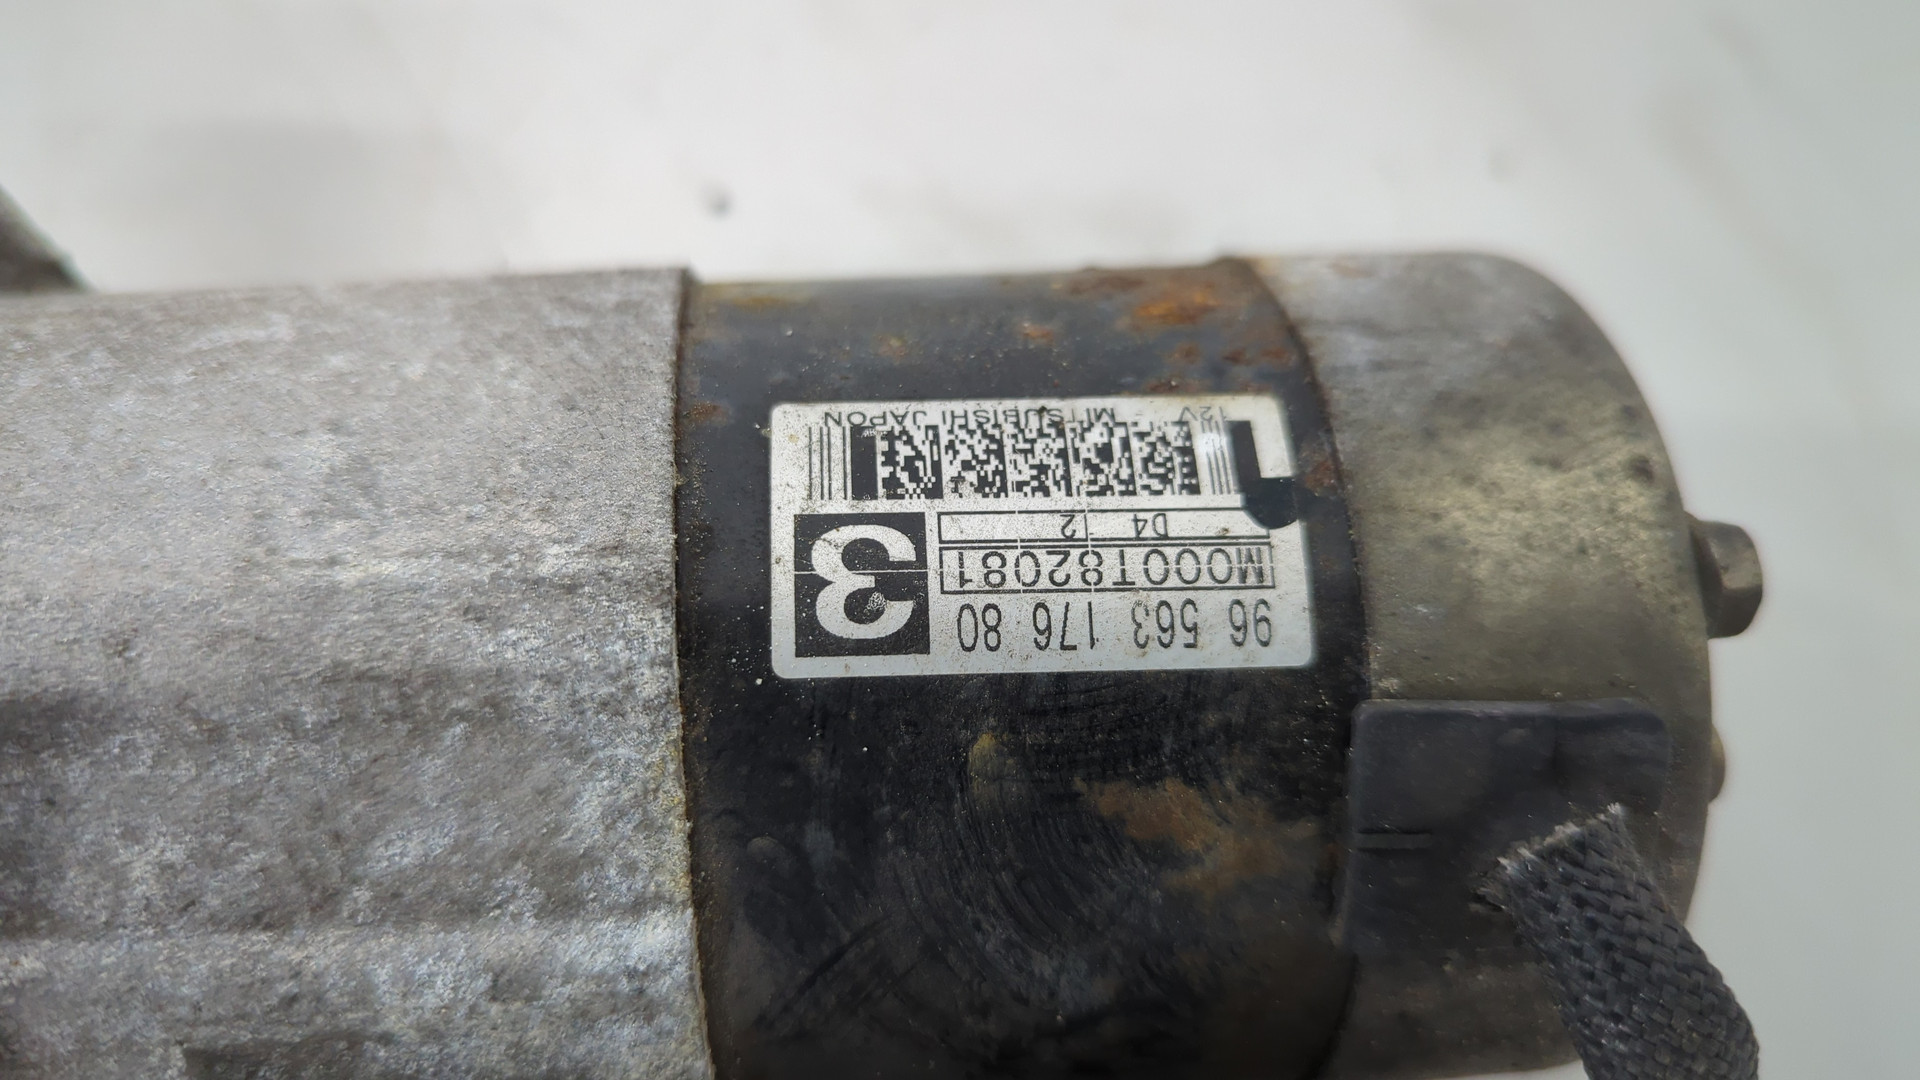 96 563 176 80
M000T82081
3
D4 2
12V - MITSUBISHI JAPON